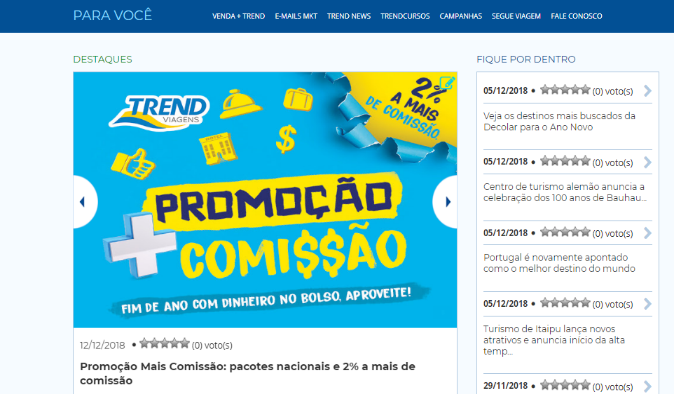 PARA VOCÊ
VENDA + TREND E-MAILS MKT TREND NEWS TRENDCURSOS CAMPANHAS SEGUE VIAGEM FALE CONOSCO
DESTAQUES
TREND
VIAGENS
2%
A MAIS
DE COMISSÃO
PROMOÇÃO
+COMI$$ÃO
FIM DE ANO COM DINHEIRO NO BOLSO. APROVEITE!
12/12/2018 • (0) voto(s)
Promoção Mais Comissão: pacotes nacionais e 2% a mais de
comissão
FIQUE POR DENTRO
05/12/2018 • (0) voto(s)
Veja os destinos mais buscados da
Decolar para o Ano Novo
05/12/2018 • (0) voto(s)
Centro de turismo alemão anuncia a
celebração dos 100 anos de Bauhau...
05/12/2018 • (0) voto(s)
Portugal é novamente apontado
como o melhor destino do mundo
05/12/2018 • (0) voto(s)
Turismo de Itaipu lança novos
atrativos e anuncia início da alta
temp...
29/11/2018 • (0) voto(s)